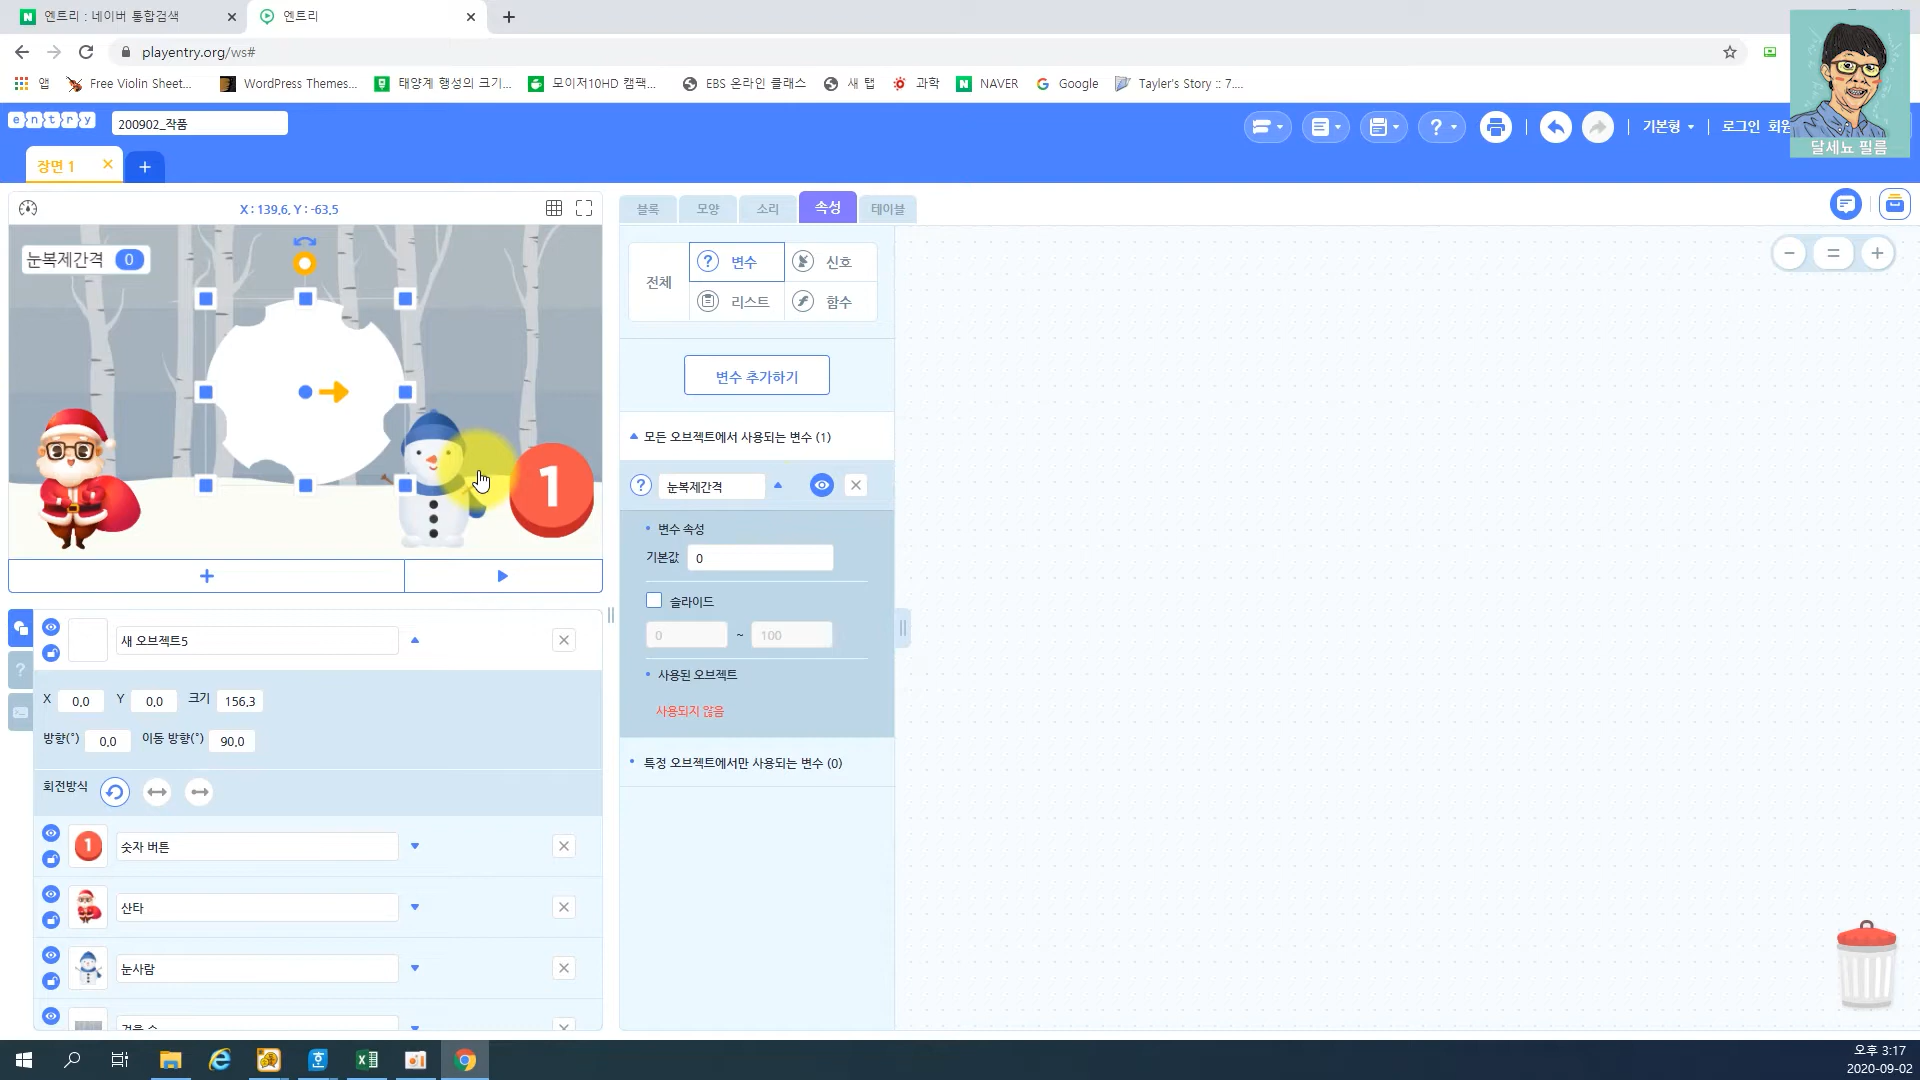 엔트리 : 네이버 통합검색
엔트리
playentry.org/ws#
앱
Free Violin Sheet...
WordPress Themes...
태양계 행성의 크기...
모이저10HD 캠팩...
EBS 온라인 클래스
새 탭
과학
NAVER
Google
Tayler's Story :: 7....
entry
200902_작품
기본형
로그인
회원
달세뇨 필름
장면 1
X : 139.6, Y : -63.5
블록
모양
소리
속성
테이블
눈복제간격 0
전체
변수
신호
리스트
함수
변수 추가하기
모든 오브젝트에서 사용되는 변수 (1)
눈복제간격
1
변수 속성
기본값 0
슬라이드
0 ~ 100
사용된 오브젝트
사용되지 않음
특정 오브젝트에서만 사용되는 변수 (0)
새 오브젝트5
X 0.0 Y 0.0 크기 156.3
방향(°) 0.0 이동 방향(°) 90.0
회전방식
1 숫자 버튼
산타
눈사람
오후 3:17
2020-09-02